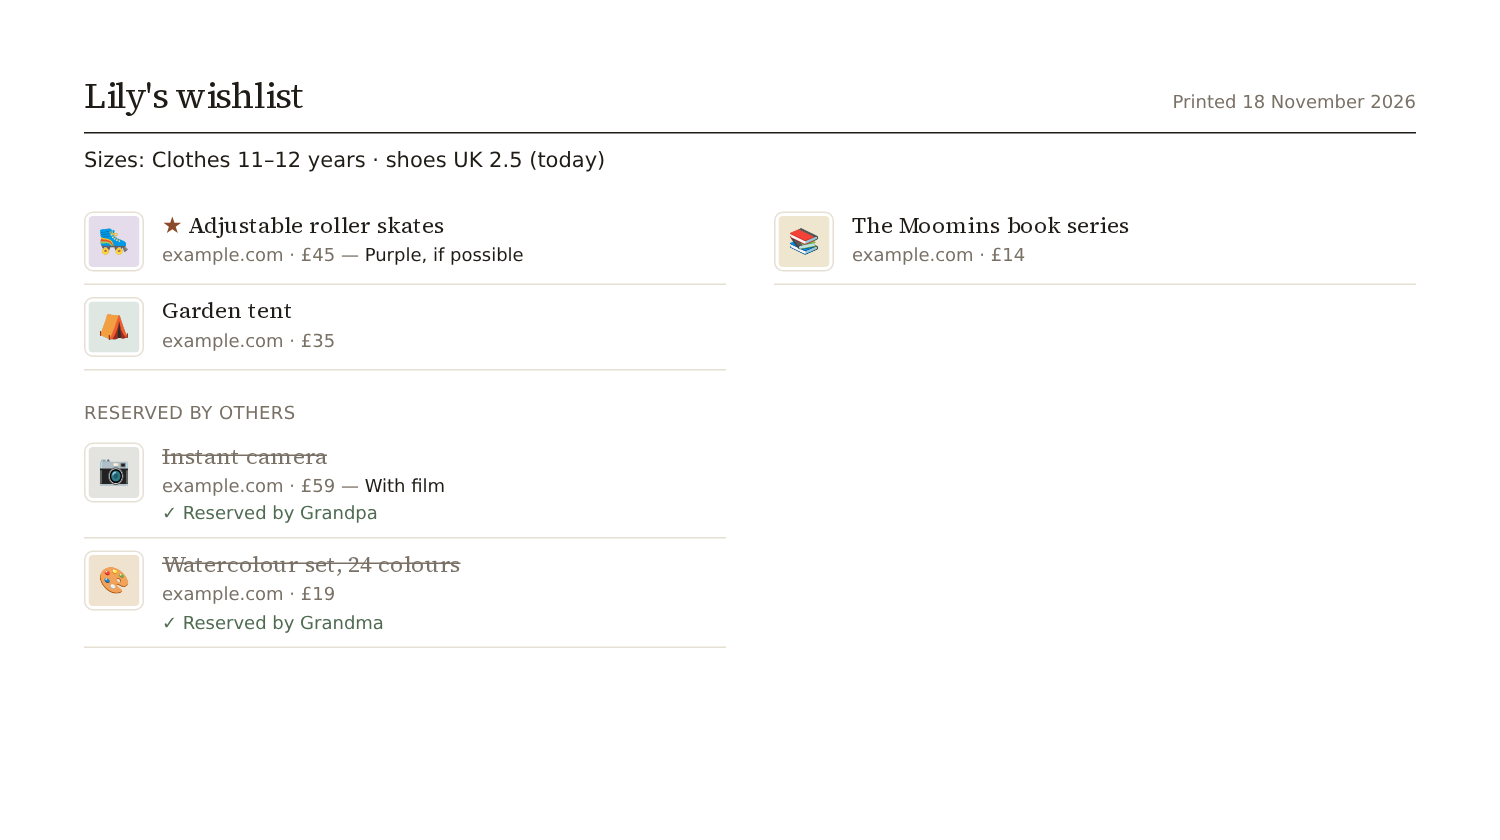 Lily's wishlist
Printed 18 November 2026
Sizes: Clothes 11–12 years · shoes UK 2.5 (today)
★ Adjustable roller skates
example.com · £45 — Purple, if possible
The Moomins book series
example.com · £14
Garden tent
example.com · £35
RESERVED BY OTHERS
Instant camera
example.com · £59 — With film
✓ Reserved by Grandpa
Watercolour set, 24 colours
example.com · £19
✓ Reserved by Grandma